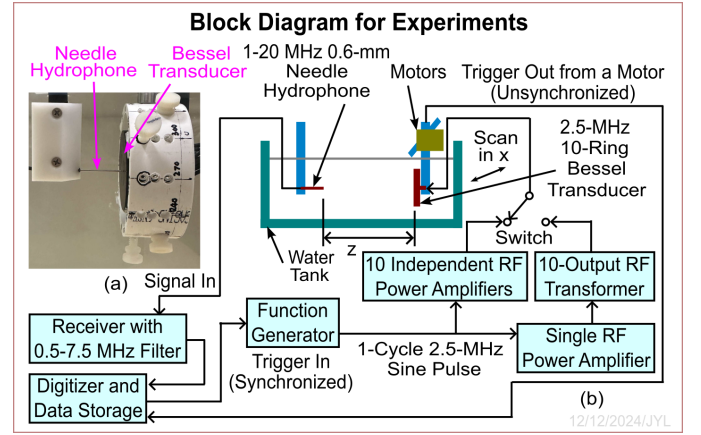 Block Diagram for Experiments
Needle
Hydrophone
Bessel
Transducer
1-20 MHz 0.6-mm
Needle
Hydrophone
Motors
Trigger Out from a Motor
(Unsynchronized)
Scan
in x
2.5-MHz
10-Ring
Bessel
Transducer
Switch
z
Water
Tank
(a)
Signal In
10 Independent RF
Power Amplifiers
10-Output RF
Transformer
Receiver with
0.5-7.5 MHz Filter
Function
Generator
Trigger In
(Synchronized)
1-Cycle 2.5-MHz
Sine Pulse
Single RF
Power Amplifier
Digitizer and
Data Storage
(b)
12/12/2024/JYL
270